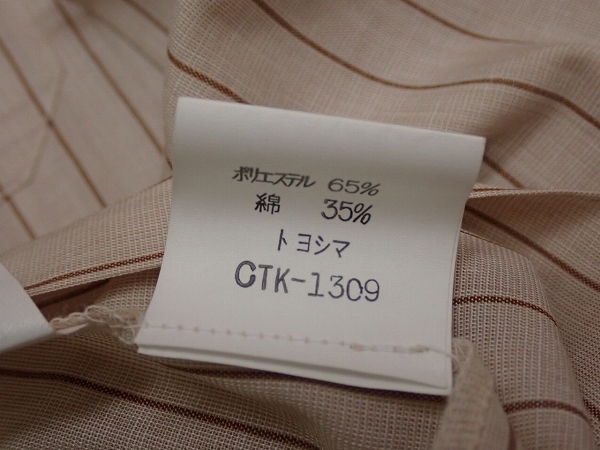 ポリエステル 65%
綿 35%
トヨシマ
CTK-1309